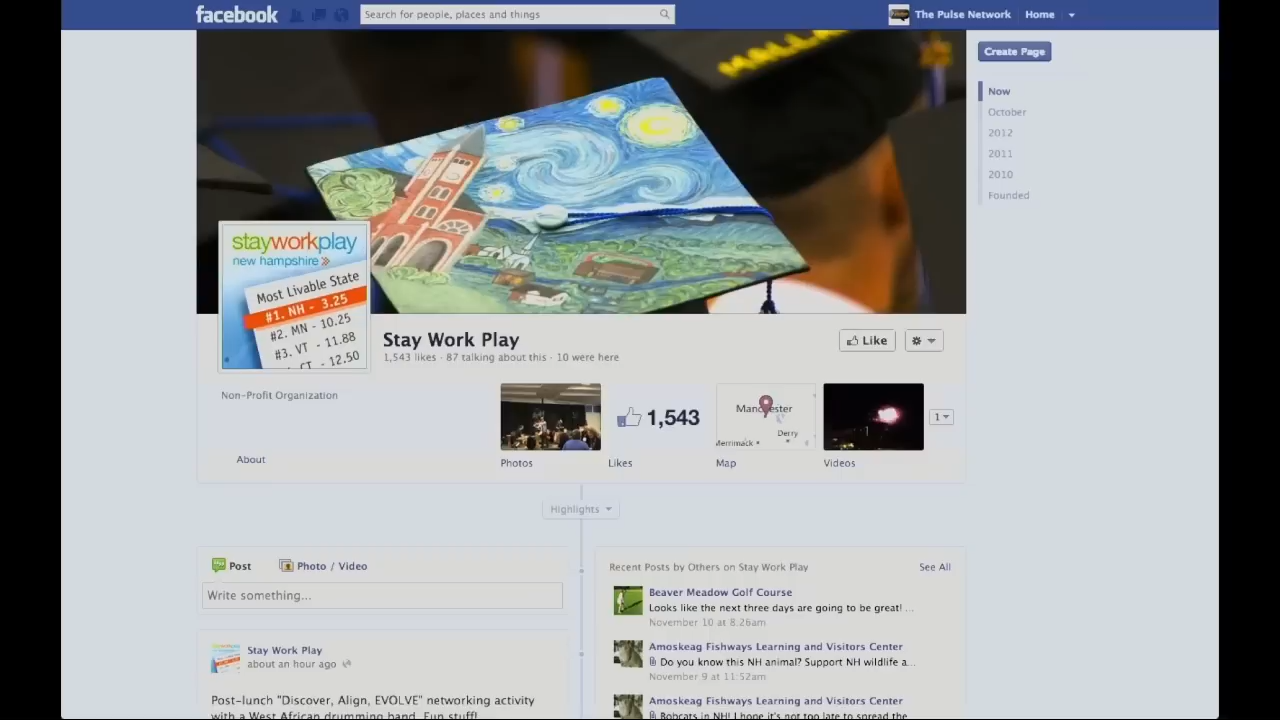 facebook
Search for people, places and things
The Pulse Network
Home
Create Page
Now
October
2012
2011
2010
Founded
stayworkplay
new hampshire
Most Livable State
#1. NH - 3.25
#2. MN - 10.25
#3. VT - 11.88
CT - 12.50
Stay Work Play
1,543 likes · 87 talking about this · 10 were here
Like
Non-Profit Organization
About
1,543
Manchester
Derry
Merrimack
1
Photos
Likes
Map
Videos
Highlights
Post
Photo / Video
Write something...
Stay Work Play
about an hour ago
Post-lunch "Discover, Align, EVOLVE" networking activity
with a West African drumming band. Fun stuff!
Recent Posts by Others on Stay Work Play
See All
Beaver Meadow Golf Course
Looks like the next three days are going to be great! ...
November 10 at 8:26am
Amoskeag Fishways Learning and Visitors Center
Do you know this NH animal? Support NH wildlife a...
November 9 at 11:52am
Amoskeag Fishways Learning and Visitors Center
Bobcats in NH! I hope it's not too late to spread the